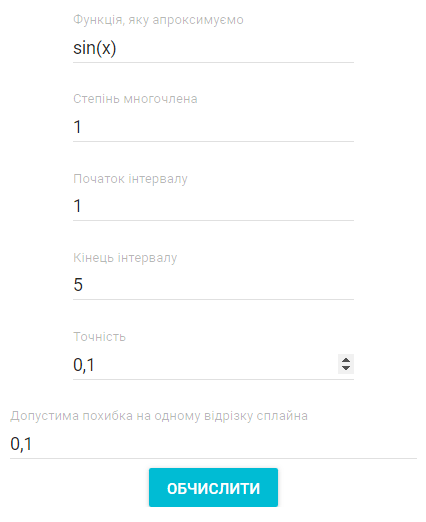 Функція, яку апроксимуємо
sin(x)
Степінь многочлена
1
Початок інтервалу
1
Кінець інтервалу
5
Точність
0,1
Допустима похибка на одному відрізку сплайна
0,1
ОБЧИСЛИТИ